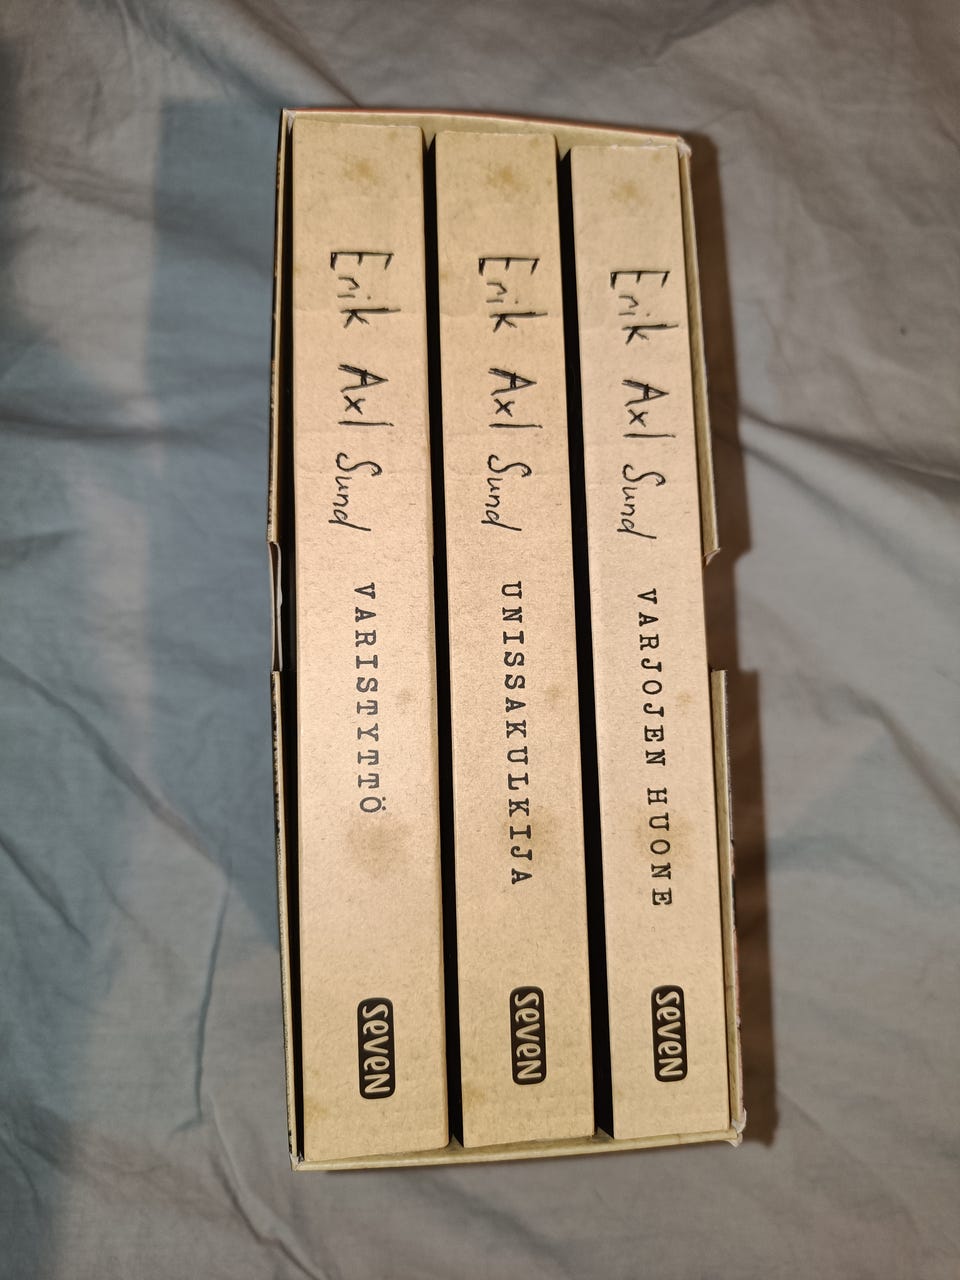 Erik Axl Sund VARISTYTTÖ seveN
Erik Axl Sund UNISSAKULKIJA seveN
Erik Axl Sund VARJOJEN HUONE seveN